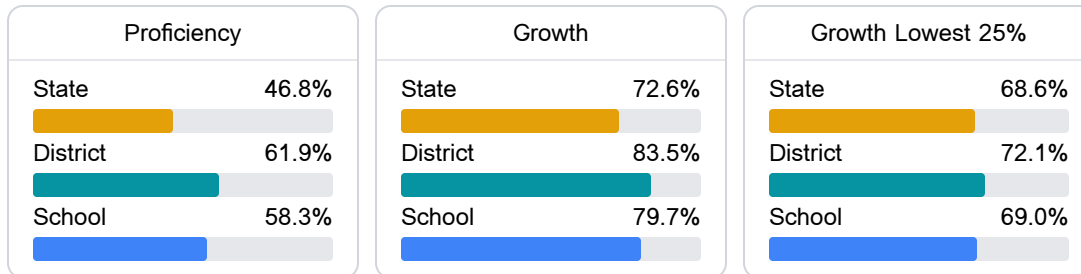 Proficiency
State 46.8%
District 61.9%
School 58.3%
Growth
State 72.6%
District 83.5%
School 79.7%
Growth Lowest 25%
State 68.6%
District 72.1%
School 69.0%